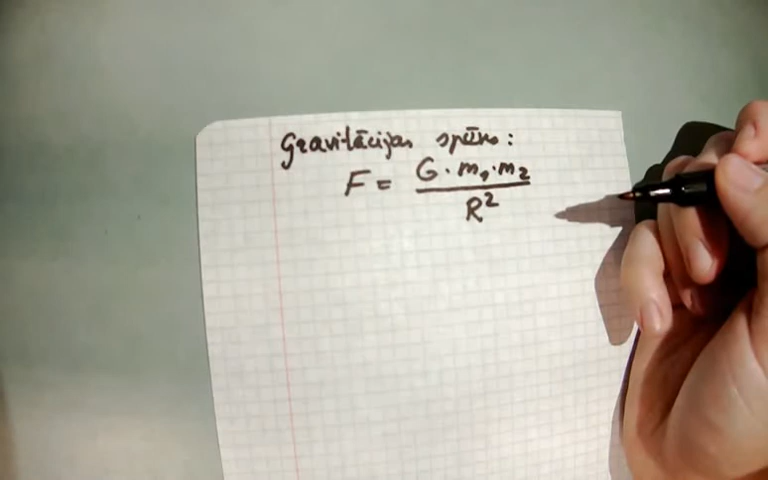 Gravitācijas spēks:
F = G · m₁ · m₂ / R²